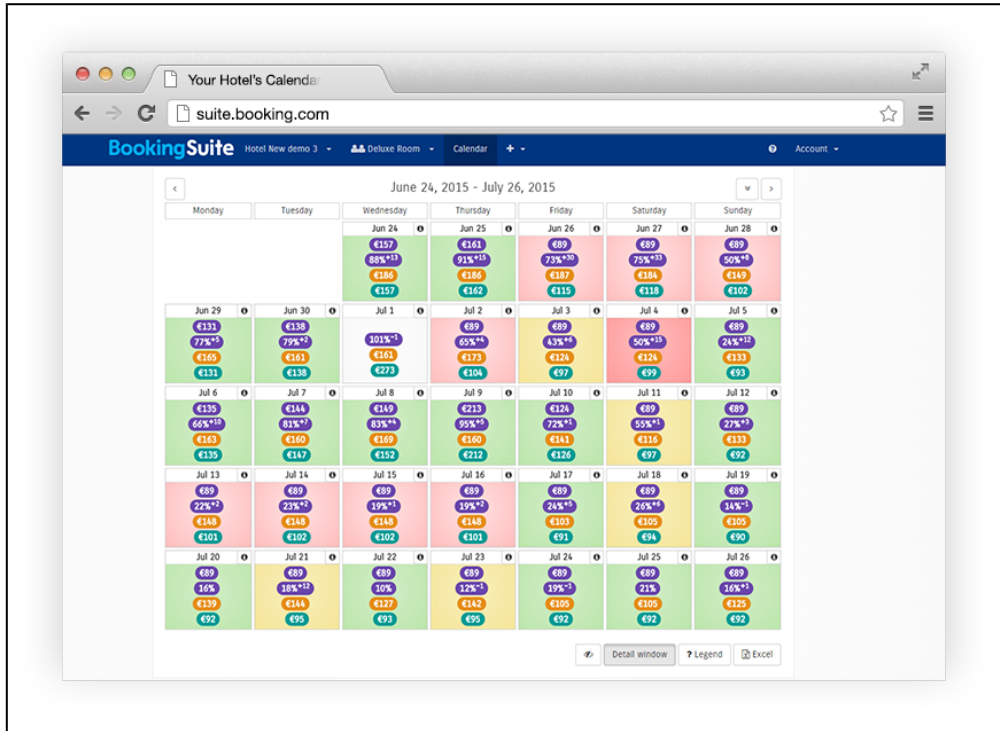 Your Hotel's Calenda
suite.booking.com
BookingSuite Hotel New demo 3 Deluxe Room Calendar + Account
June 24, 2015 - July 26, 2015
Monday Tuesday Wednesday Thursday Friday Saturday Sunday
Jun 24 Jun 25 Jun 26 Jun 27 Jun 28
€157 €161 €89 €89 €89
88%+13 91%+15 73%+30 75%+33 50%+8
€186 €186 €187 €184 €149
€157 €162 €115 €118 €102
Jun 29 Jun 30 Jul 1 Jul 2 Jul 3 Jul 4 Jul 5
€131 €138 €89 €89 €89 €89
77%+5 79%+2 101%-1 65%+4 43%+6 50%+15 24%+12
€165 €161 €161 €173 €124 €124 €133
€131 €138 €273 €104 €97 €99 €93
Jul 6 Jul 7 Jul 8 Jul 9 Jul 10 Jul 11 Jul 12
€135 €144 €149 €213 €124 €89 €89
66%+10 81%+7 83%+4 95%+5 72%+1 55%+1 27%+3
€163 €160 €169 €160 €141 €116 €133
€135 €147 €152 €212 €126 €97 €92
Jul 13 Jul 14 Jul 15 Jul 16 Jul 17 Jul 18 Jul 19
€89 €89 €89 €89 €89 €89 €89
22%+2 23%+2 19%+1 19%+2 24%+5 26%+6 14%-1
€148 €148 €148 €148 €103 €105 €105
€101 €102 €102 €101 €91 €94 €90
Jul 20 Jul 21 Jul 22 Jul 23 Jul 24 Jul 25 Jul 26
€89 €89 €89 €89 €89 €89 €89
16% 18%+12 10% 12%-1 19%-1 21% 16%+1
€139 €144 €127 €142 €105 €105 €125
€92 €95 €93 €95 €92 €92 €92
Detail window ? Legend Excel